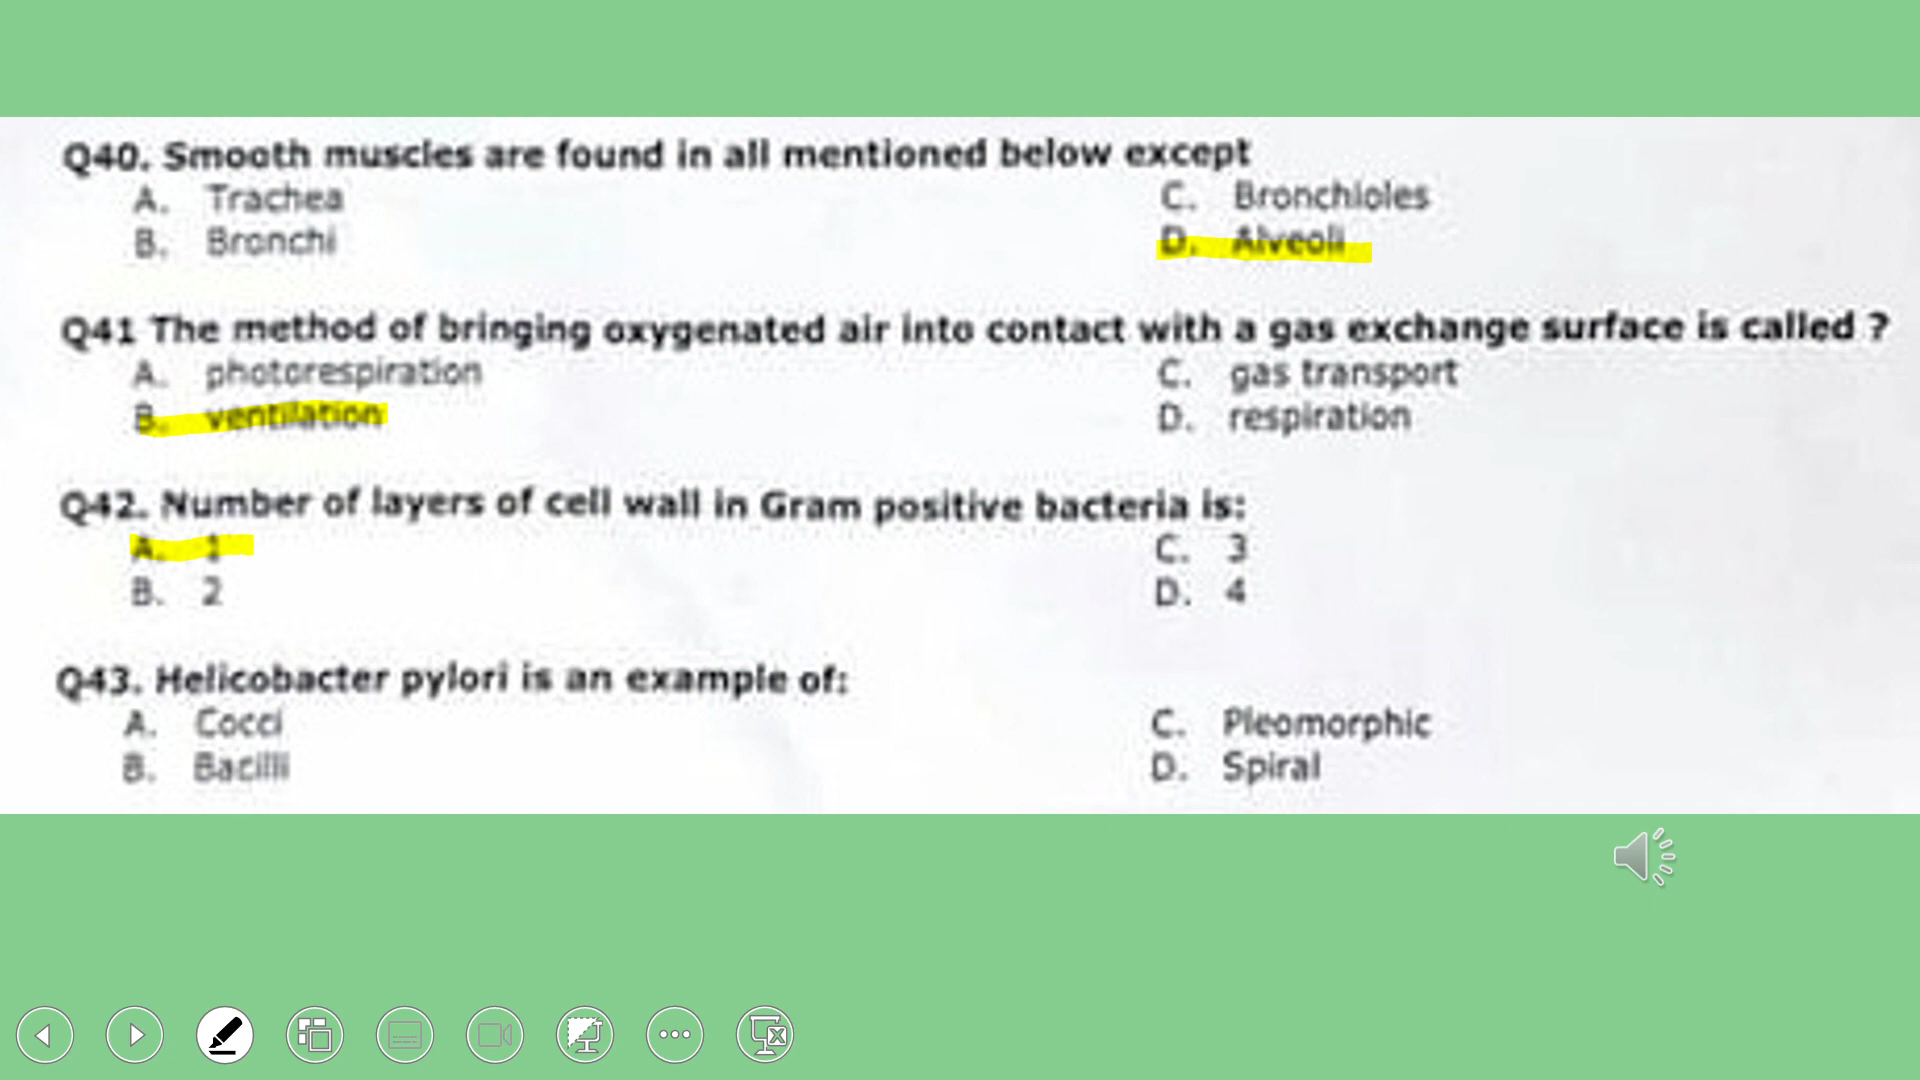 Q40. Smooth muscles are found in all mentioned below except
A. Trachea
C. Bronchioles
B. Bronchi
D. Alveoli
Q41 The method of bringing oxygenated air into contact with a gas exchange surface is called ?
A. photorespiration
C. gas transport
B. ventilation
D. respiration
Q42. Number of layers of cell wall in Gram positive bacteria is:
A. 1
C. 3
B. 2
D. 4
Q43. Helicobacter pylori is an example of:
A. Cocci
C. Pleomorphic
B. Bacilli
D. Spiral